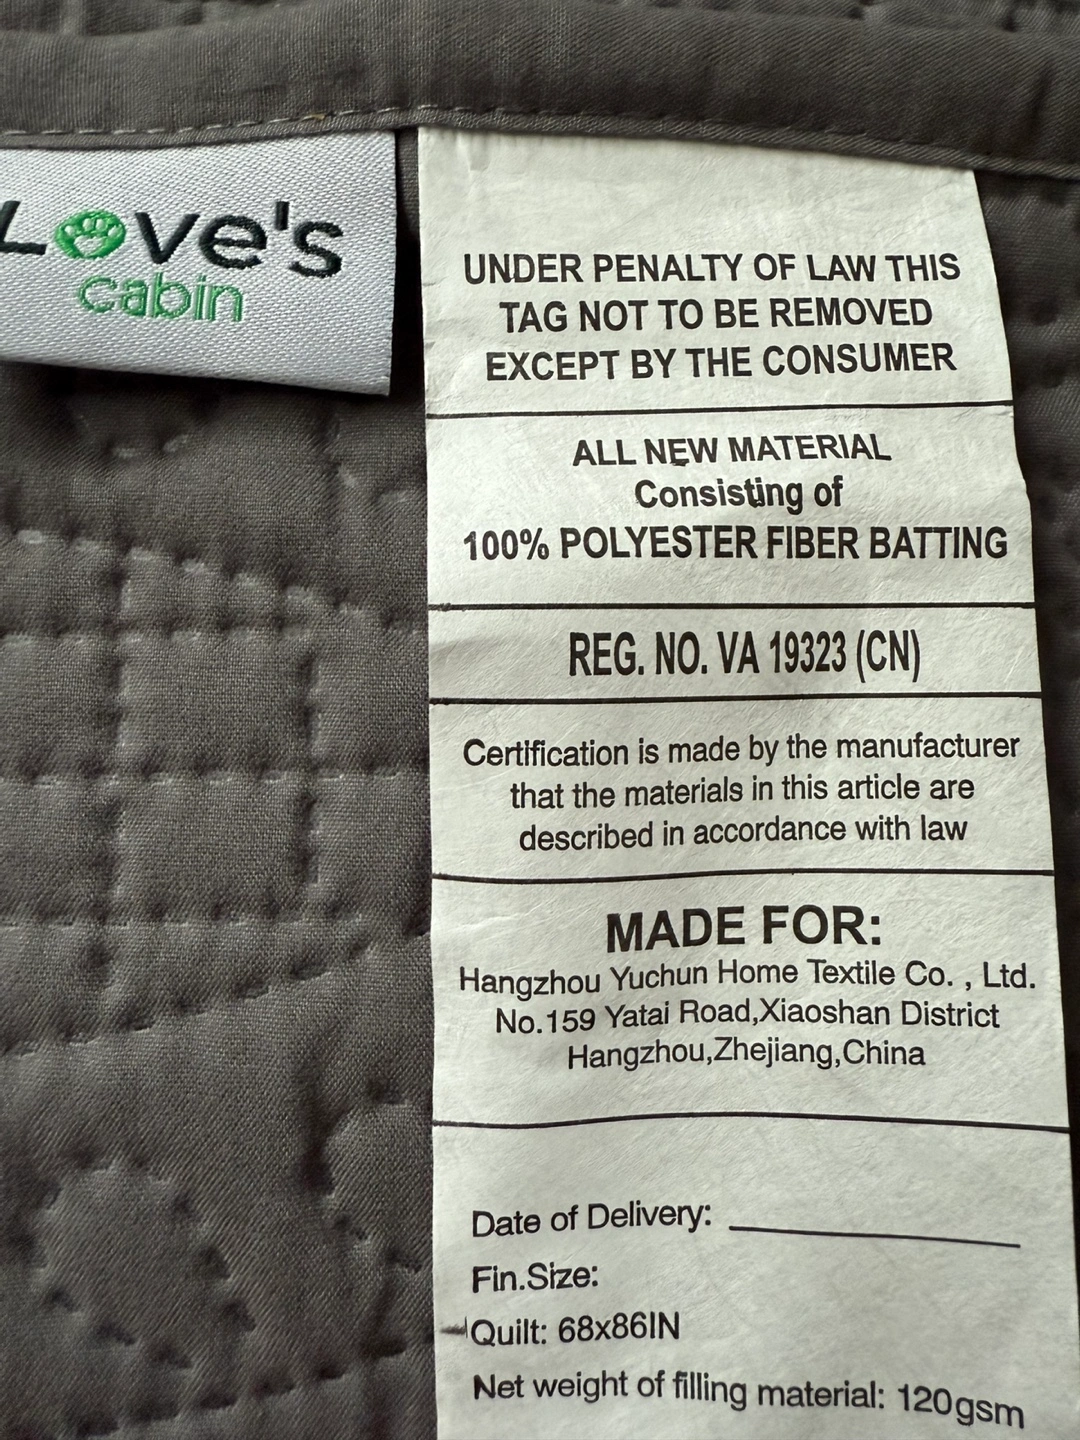 Love's
cabin
UNDER PENALTY OF LAW THIS
TAG NOT TO BE REMOVED
EXCEPT BY THE CONSUMER
ALL NEW MATERIAL
Consisting of
100% POLYESTER FIBER BATTING
REG. NO. VA 19323 (CN)
Certification is made by the manufacturer
that the materials in this article are
described in accordance with law
MADE FOR:
Hangzhou Yuchun Home Textile Co. , Ltd.
No.159 Yatai Road,Xiaoshan District
Hangzhou,Zhejiang,China
Date of Delivery:
Fin.Size:
Quilt: 68x86IN
Net weight of filling material: 120gsm